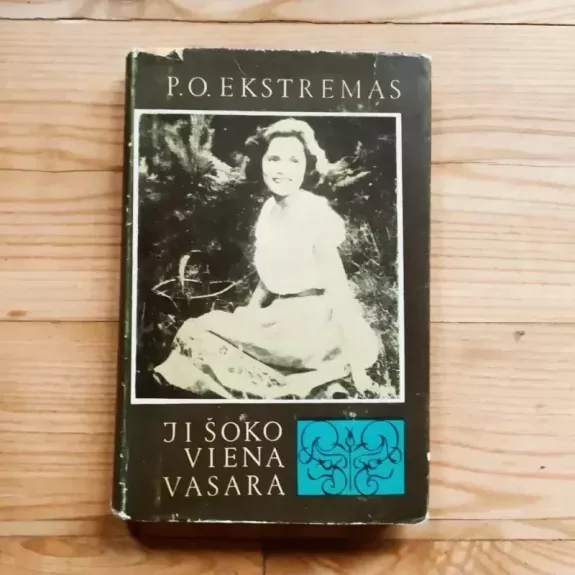 P.O. EKSTREMAS
JI ŠOKO
VIENA
VASARA